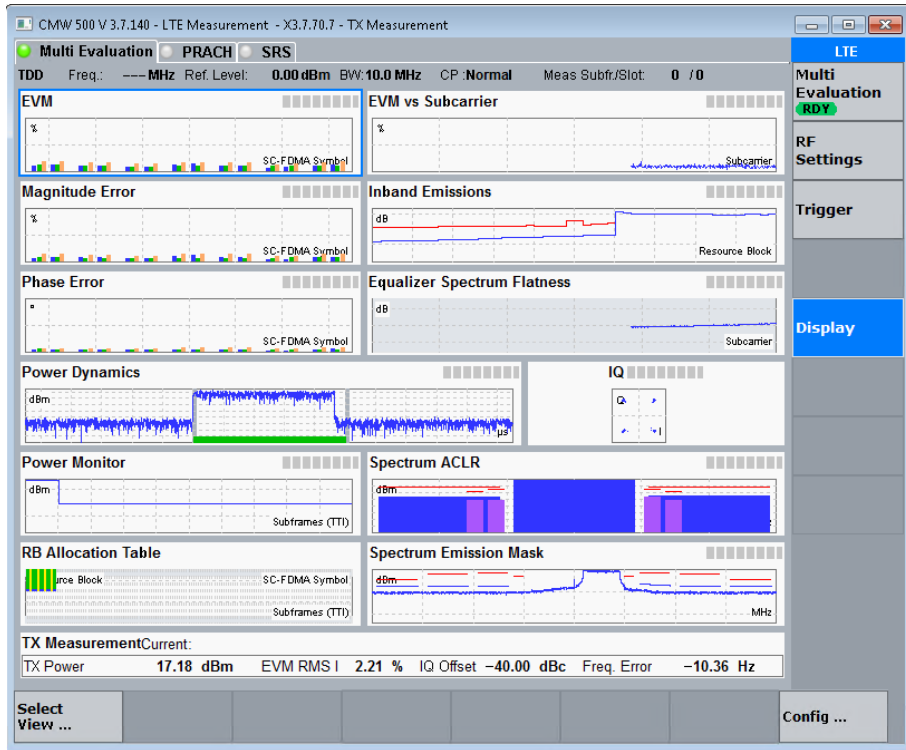 CMW 500 V 3.7.140 - LTE Measurement - X3.7.70.7 - TX Measurement
Multi Evaluation PRACH SRS
LTE
TDD Freq.: --- MHz Ref. Level: 0.00 dBm BW: 10.0 MHz CP : Normal Meas Subfr./Slot: 0 / 0
Multi
Evaluation
RDY
RF
Settings
Trigger
Display
EVM
%
SC-FDMA Symbol
EVM vs Subcarrier
%
Subcarrier
Magnitude Error
%
SC-FDMA Symbol
Inband Emissions
dB
Resource Block
Phase Error
°
SC-FDMA Symbol
Equalizer Spectrum Flatness
dB
Subcarrier
Power Dynamics
dBm
µs
IQ
Q
I
Power Monitor
dBm
Subframes (TTI)
Spectrum ACLR
dBm
RB Allocation Table
Block
SC-FDMA Symbol
Subframes (TTI)
Spectrum Emission Mask
dBm
MHz
TX Measurement Current:
TX Power 17.18 dBm EVM RMS I 2.21 % IQ Offset −40.00 dBc Freq. Error −10.36 Hz
Select
View ...
Config ...